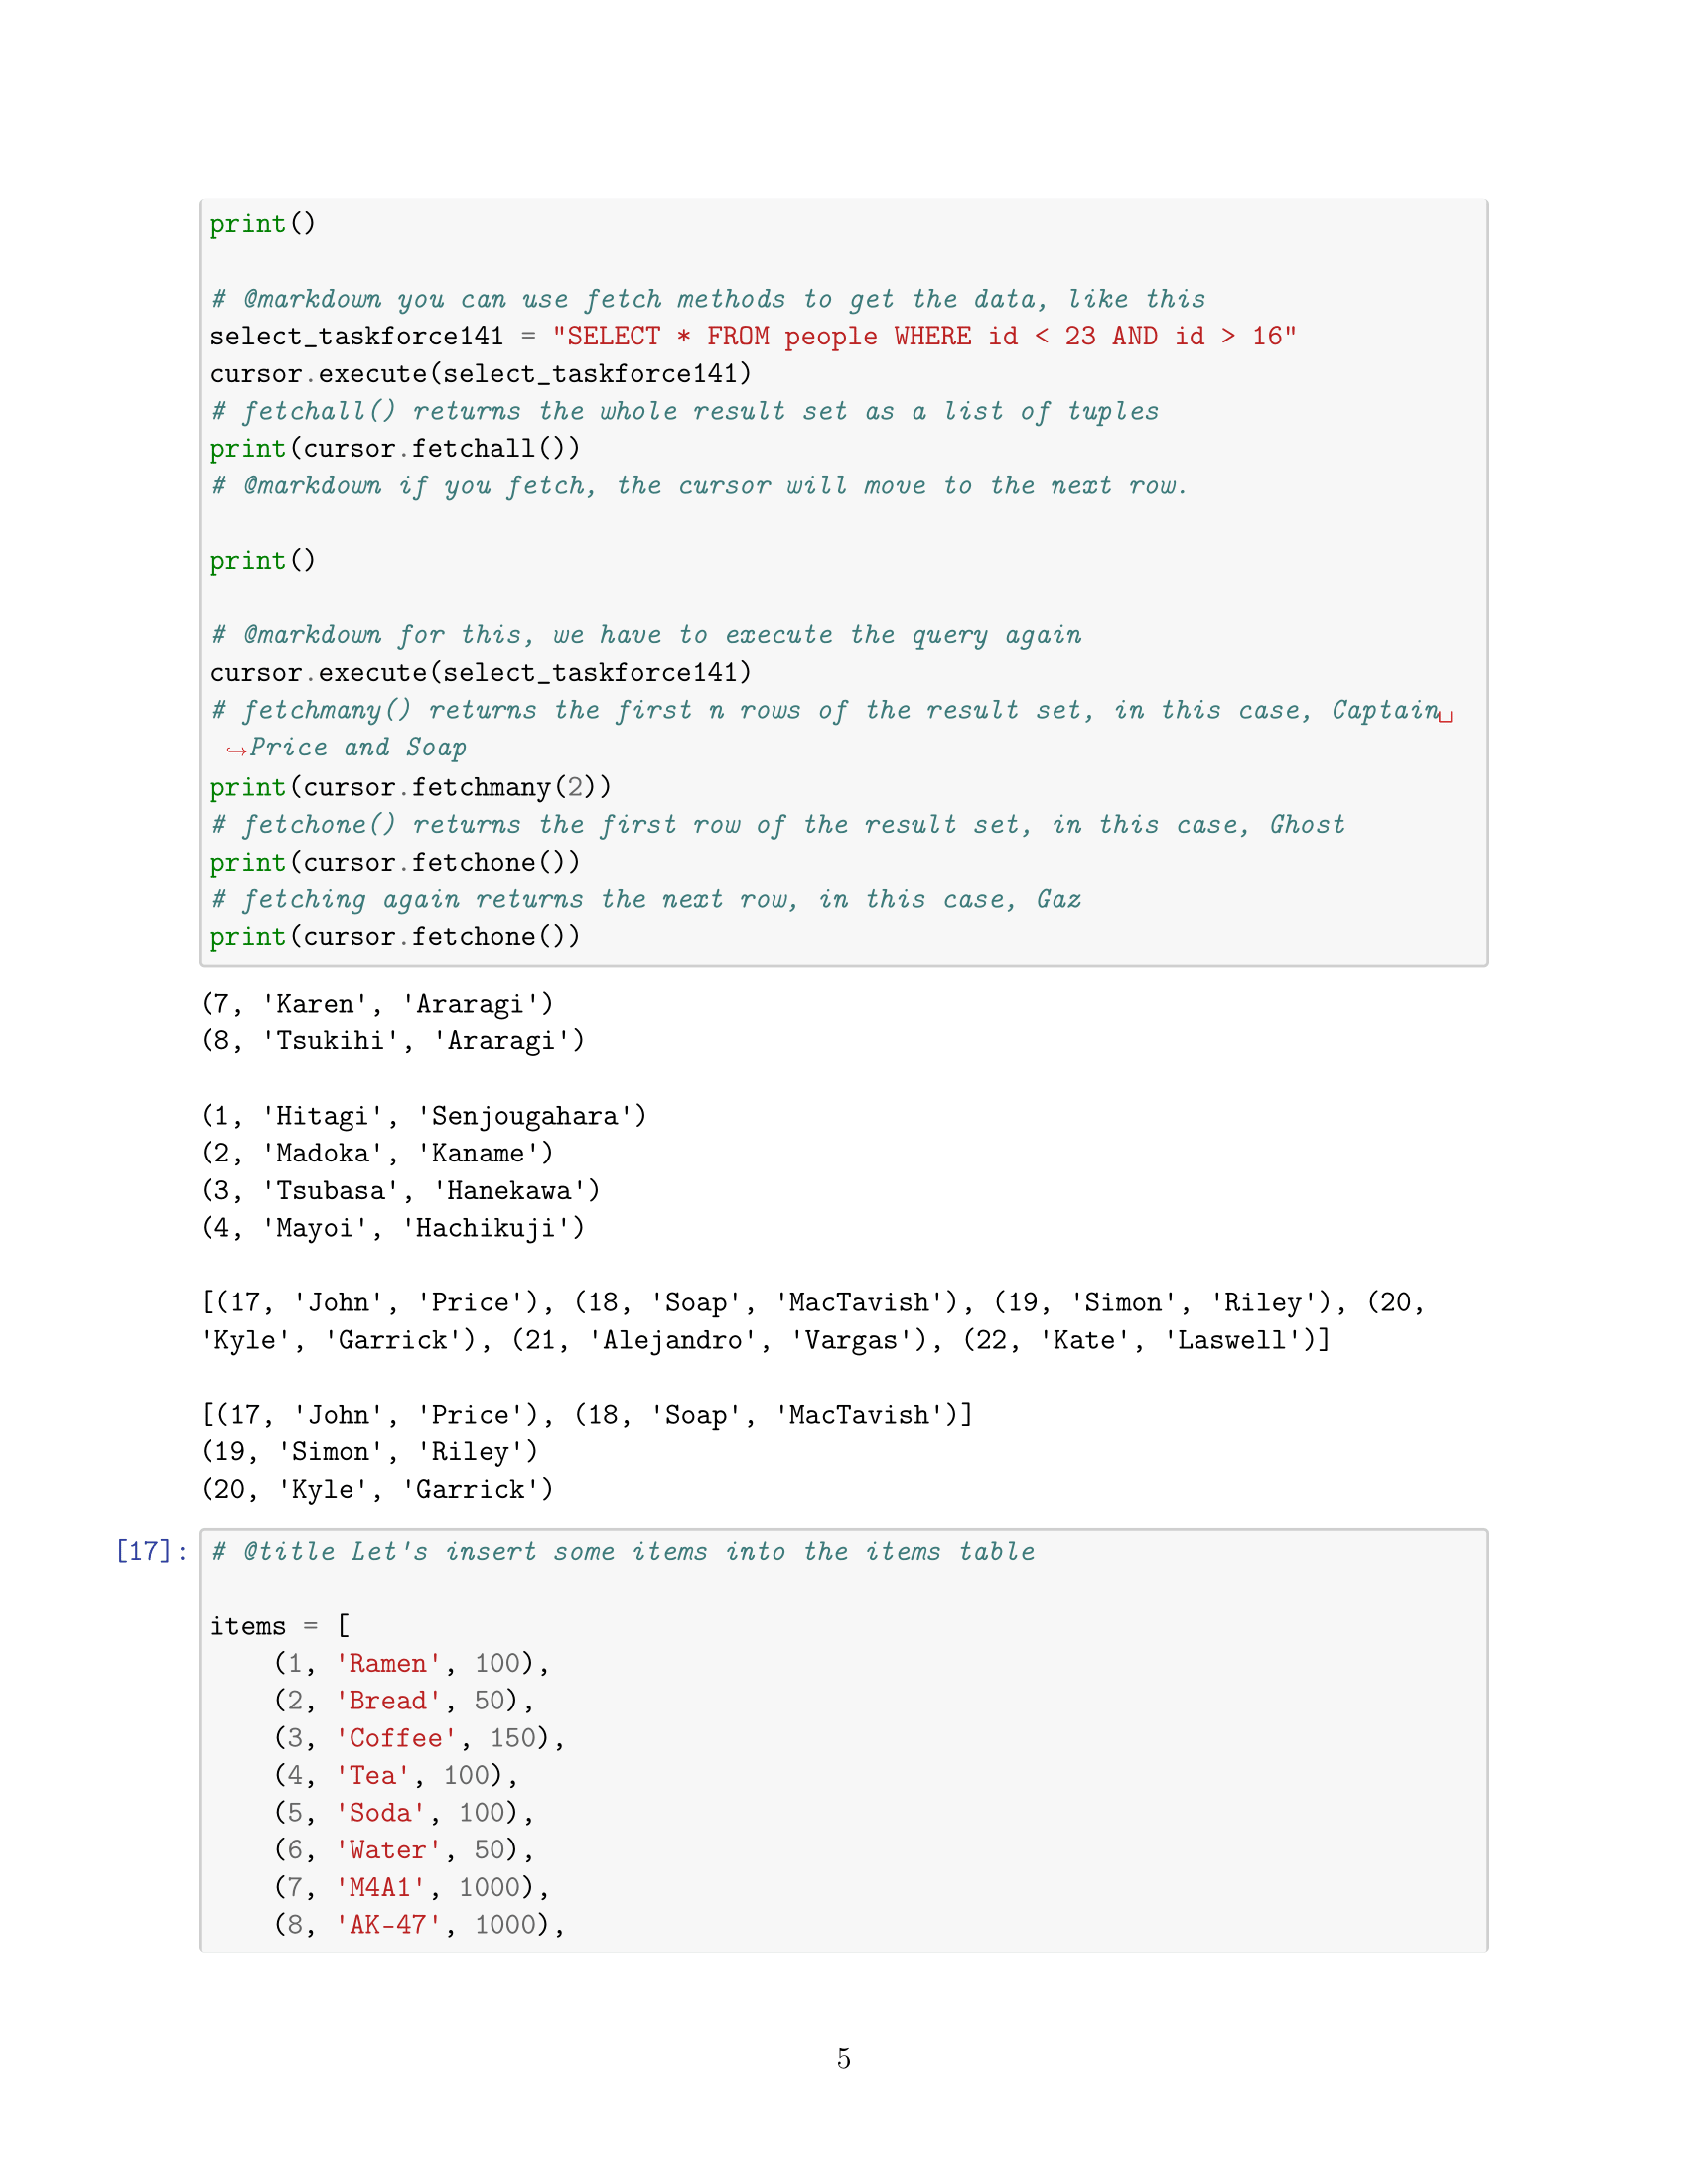 print()
# @markdown you can use fetch methods to get the data, like this
select_taskforce141 = "SELECT * FROM people WHERE id < 23 AND id > 16"
cursor.execute(select_taskforce141)
# fetchall() returns the whole result set as a list of tuples
print(cursor.fetchall())
# @markdown if you fetch, the cursor will move to the next row.
print()
# @markdown for this, we have to execute the query again
cursor.execute(select_taskforce141)
# fetchmany() returns the first n rows of the result set, in this case, Captain␣
↪Price and Soap
print(cursor.fetchmany(2))
# fetchone() returns the first row of the result set, in this case, Ghost
print(cursor.fetchone())
# fetching again returns the next row, in this case, Gaz
print(cursor.fetchone())
(7, 'Karen', 'Araragi')
(8, 'Tsukihi', 'Araragi')
(1, 'Hitagi', 'Senjougahara')
(2, 'Madoka', 'Kaname')
(3, 'Tsubasa', 'Hanekawa')
(4, 'Mayoi', 'Hachikuji')
[(17, 'John', 'Price'), (18, 'Soap', 'MacTavish'), (19, 'Simon', 'Riley'), (20,
'Kyle', 'Garrick'), (21, 'Alejandro', 'Vargas'), (22, 'Kate', 'Laswell')]
[(17, 'John', 'Price'), (18, 'Soap', 'MacTavish')]
(19, 'Simon', 'Riley')
(20, 'Kyle', 'Garrick')
[17]: # @title Let's insert some items into the items table
items = [
    (1, 'Ramen', 100),
    (2, 'Bread', 50),
    (3, 'Coffee', 150),
    (4, 'Tea', 100),
    (5, 'Soda', 100),
    (6, 'Water', 50),
    (7, 'M4A1', 1000),
    (8, 'AK-47', 1000),
5